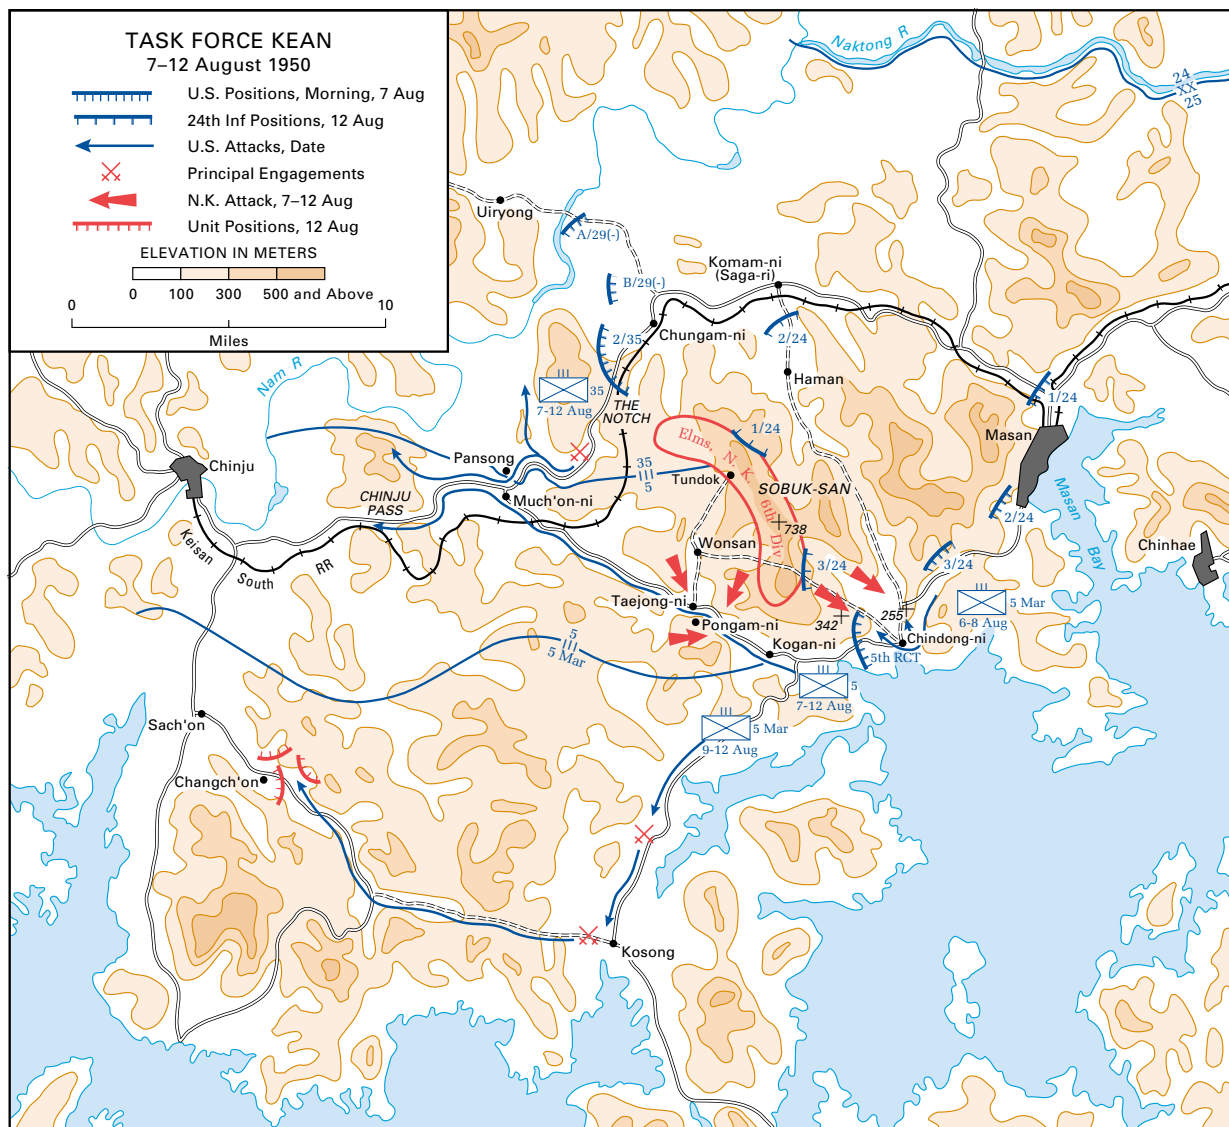 TASK FORCE KEAN
7–12 August 1950
U.S. Positions, Morning, 7 Aug
24th Inf Positions, 12 Aug
U.S. Attacks, Date
Principal Engagements
N.K. Attack, 7–12 Aug
Unit Positions, 12 Aug
ELEVATION IN METERS
0 100 300 500 and Above
0 10
Miles
Naktong R
24
XX
25
Uiryong
A/29(-)
B/29(-)
Komam-ni
(Saga-ri)
Chungam-ni
2/35
2/24
Nam R
III
35
7-12 Aug
THE
NOTCH
Haman
1/24
Masan
1/24
Elms, N. K. 6th Div
Pansong
Chinju
35
III
5
Tundok
SOBUK-SAN
CHINJU
PASS
Much'on-ni
738
2/24
Masan Bay
Chinhae
Keisan South RR
Wonsan
3/24
3/24
III
5 Mar
6-8 Aug
Taejong-ni
Pongam-ni
342
255
Chindong-ni
5
III
5 Mar
Kogan-ni
5th RCT
III
5
7-12 Aug
III
5 Mar
9-12 Aug
Sach'on
Changch'on
Kosong